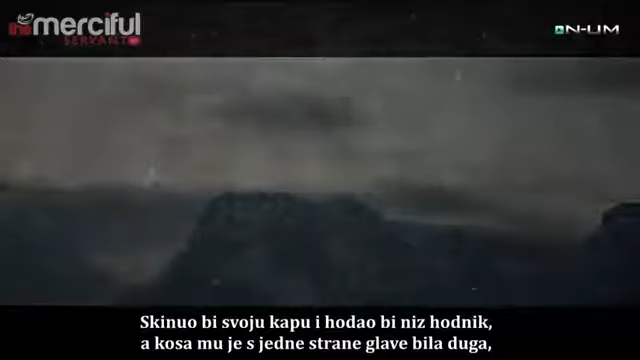 the merciful
SERVANT
N-UM
Skinuo bi svoju kapu i hodao bi niz hodnik,
a kosa mu je s jedne strane glave bila duga,